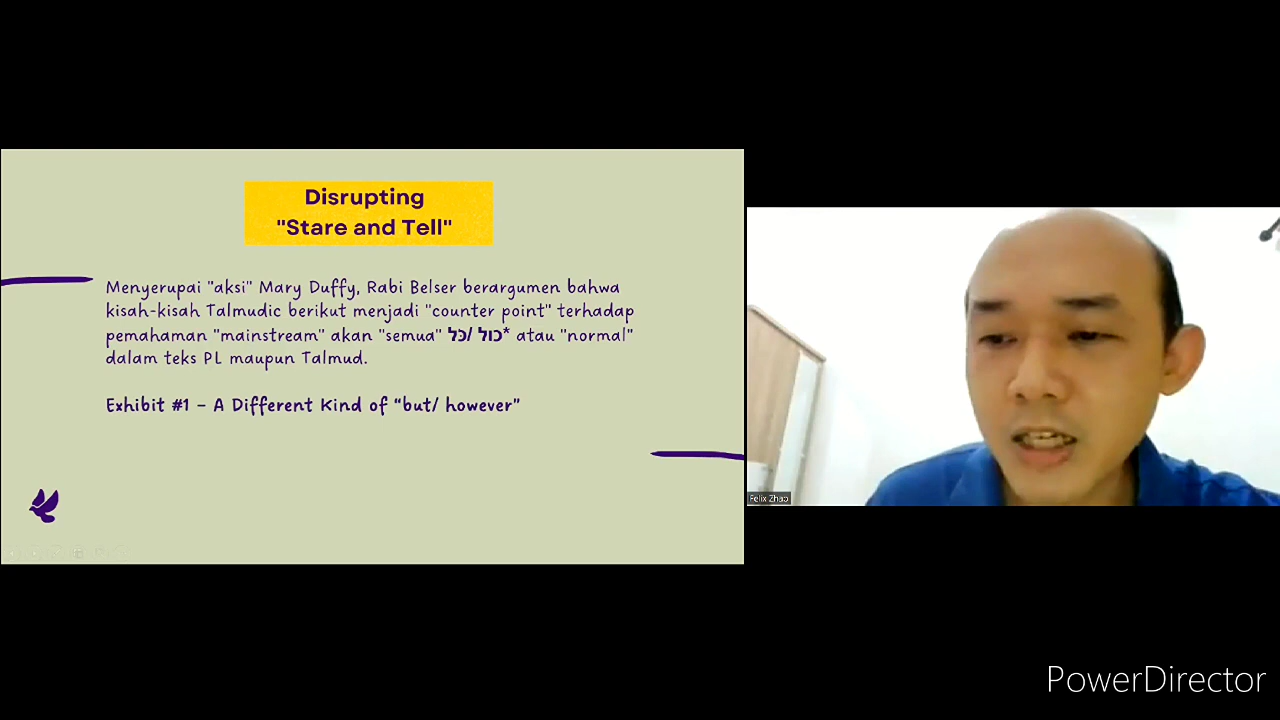 Disrupting
"Stare and Tell"
Menyerupai "aksi" Mary Duffy, Rabi Belser berargumen bahwa
kisah-kisah Talmudic berikut menjadi "counter point" terhadap
pemahaman "mainstream" akan "semua" כול /כֹּל* atau "normal"
dalam teks PL maupun Talmud.
Exhibit #1 – A Different Kind of “but/ however”
Felix Zhao
PowerDirector